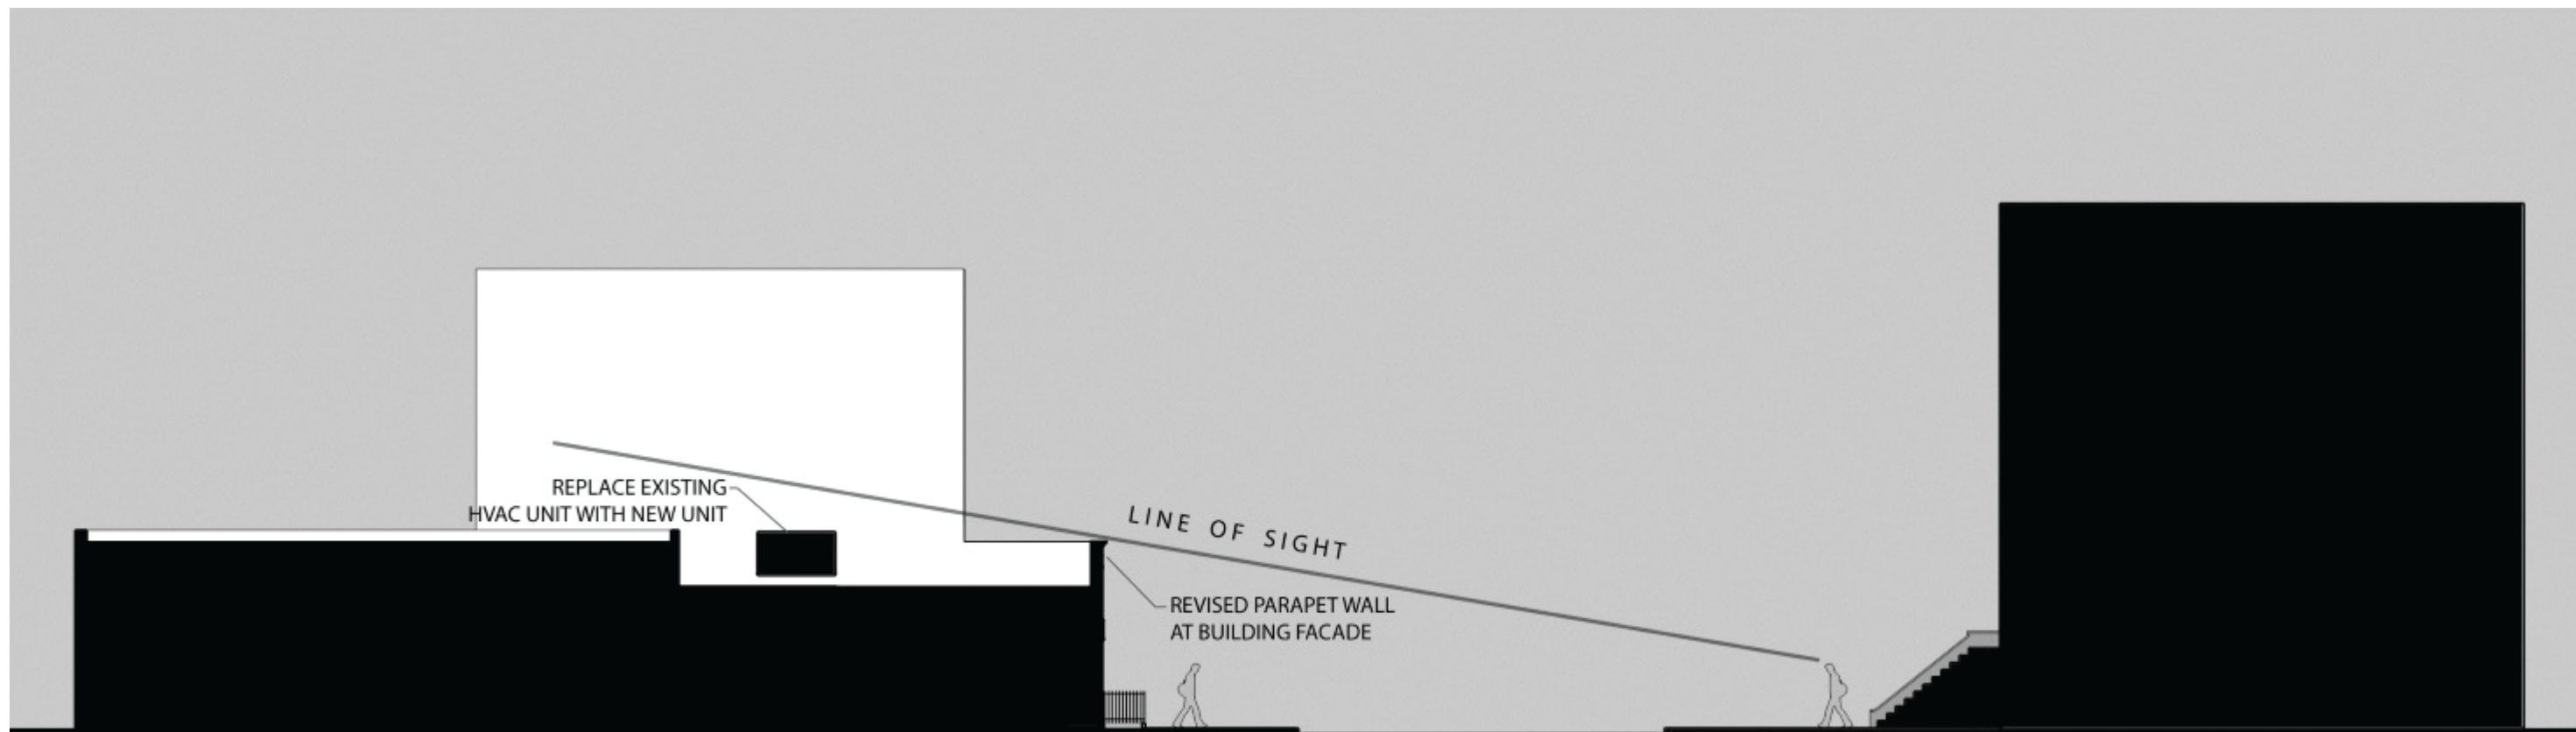 REPLACE EXISTING
HVAC UNIT WITH NEW UNIT
LINE OF SIGHT
REVISED PARAPET WALL
AT BUILDING FACADE